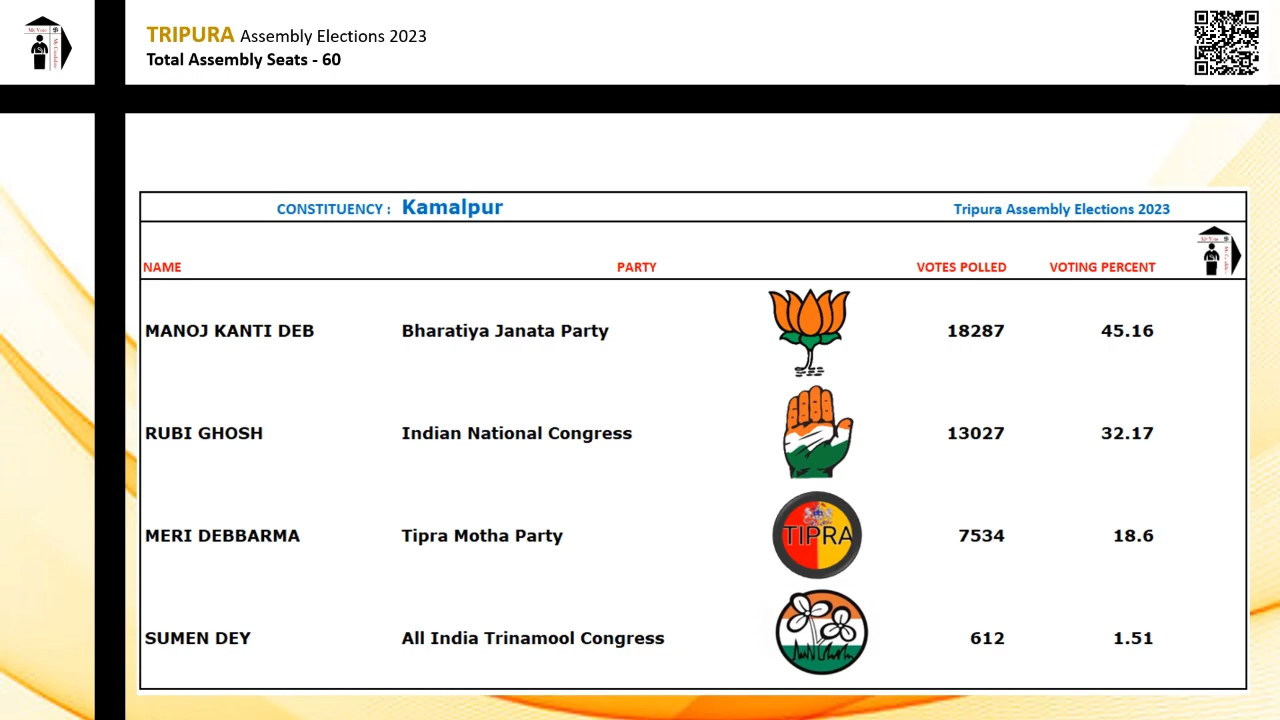 TRIPURA Assembly Elections 2023
Total Assembly Seats - 60
CONSTITUENCY : Kamalpur Tripura Assembly Elections 2023
NAME PARTY VOTES POLLED VOTING PERCENT
MANOJ KANTI DEB Bharatiya Janata Party 18287 45.16
RUBI GHOSH Indian National Congress 13027 32.17
MERI DEBBARMA Tipra Motha Party TIPRA 7534 18.6
SUMEN DEY All India Trinamool Congress 612 1.51